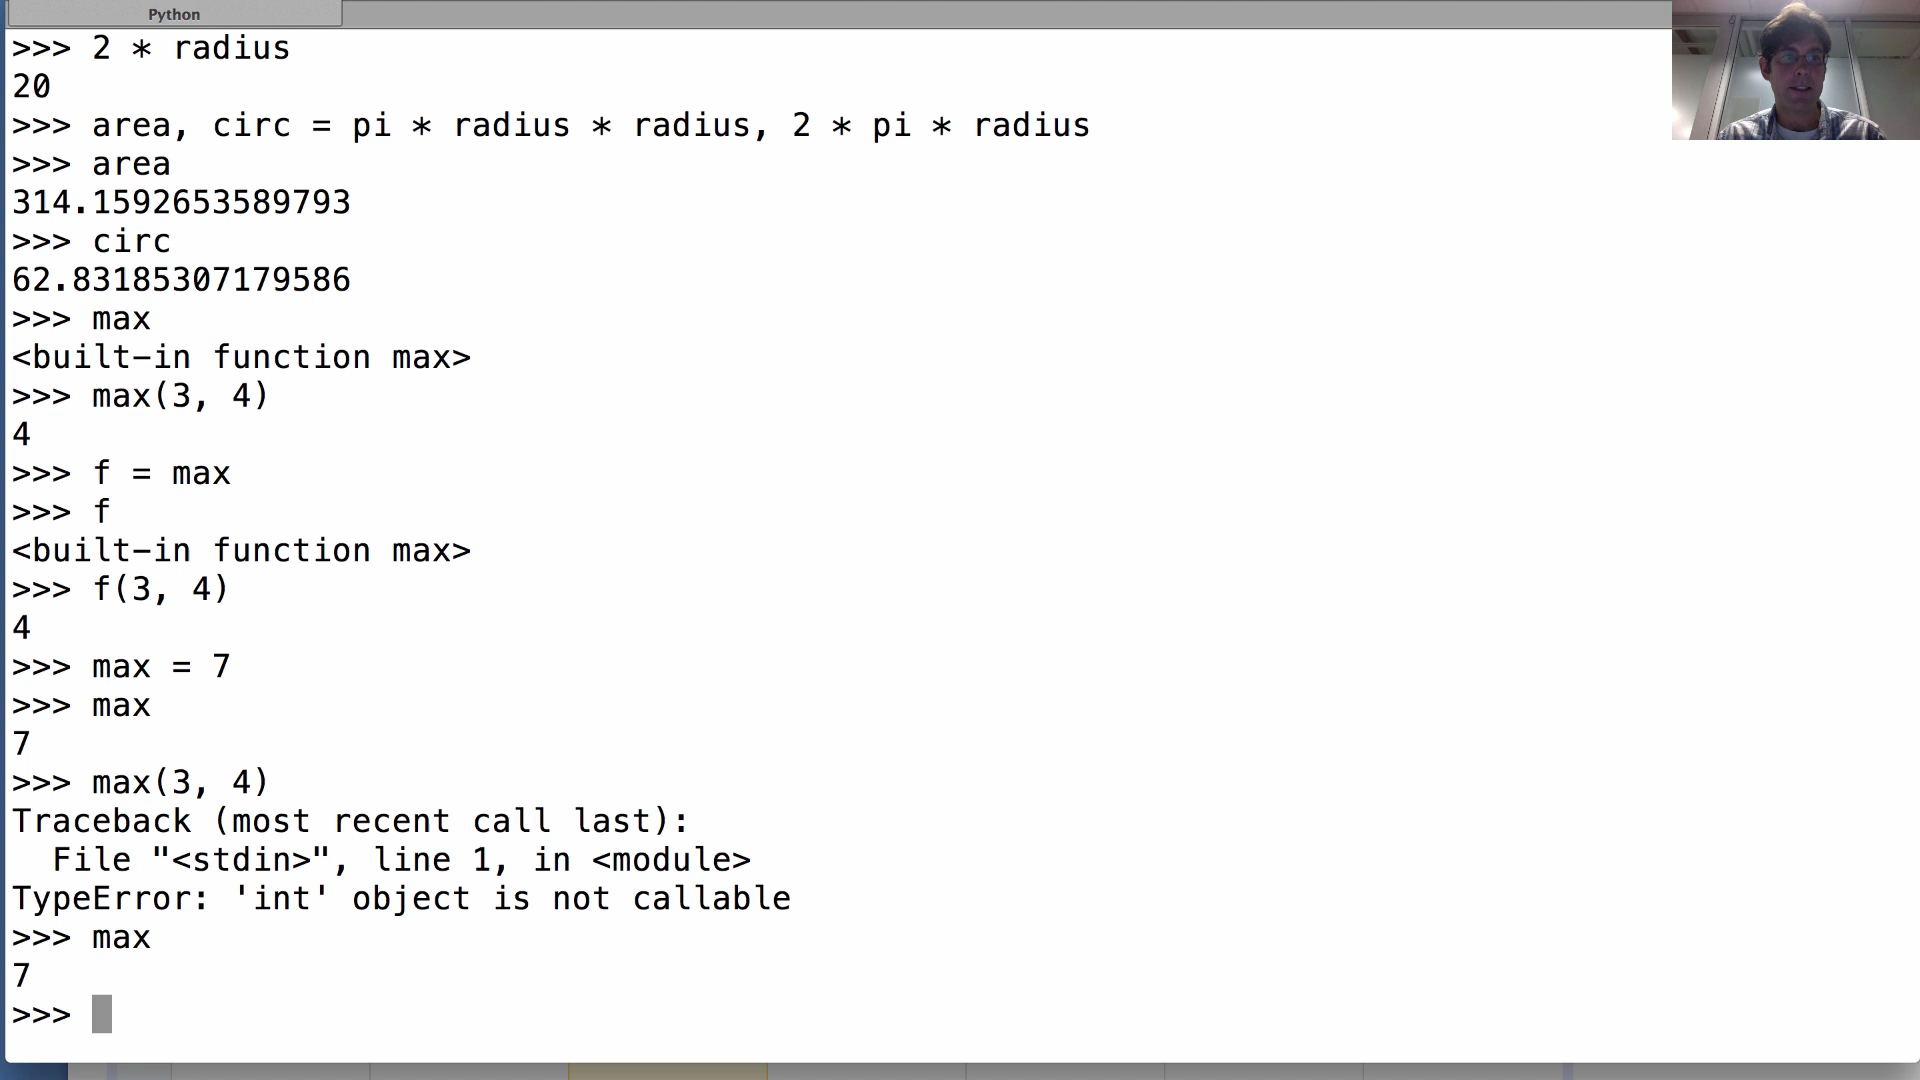 Python
>>> 2 * radius
20
>>> area, circ = pi * radius * radius, 2 * pi * radius
>>> area
314.1592653589793
>>> circ
62.83185307179586
>>> max
<built-in function max>
>>> max(3, 4)
4
>>> f = max
>>> f
<built-in function max>
>>> f(3, 4)
4
>>> max = 7
>>> max
7
>>> max(3, 4)
Traceback (most recent call last):
  File "<stdin>", line 1, in <module>
TypeError: 'int' object is not callable
>>> max
7
>>>